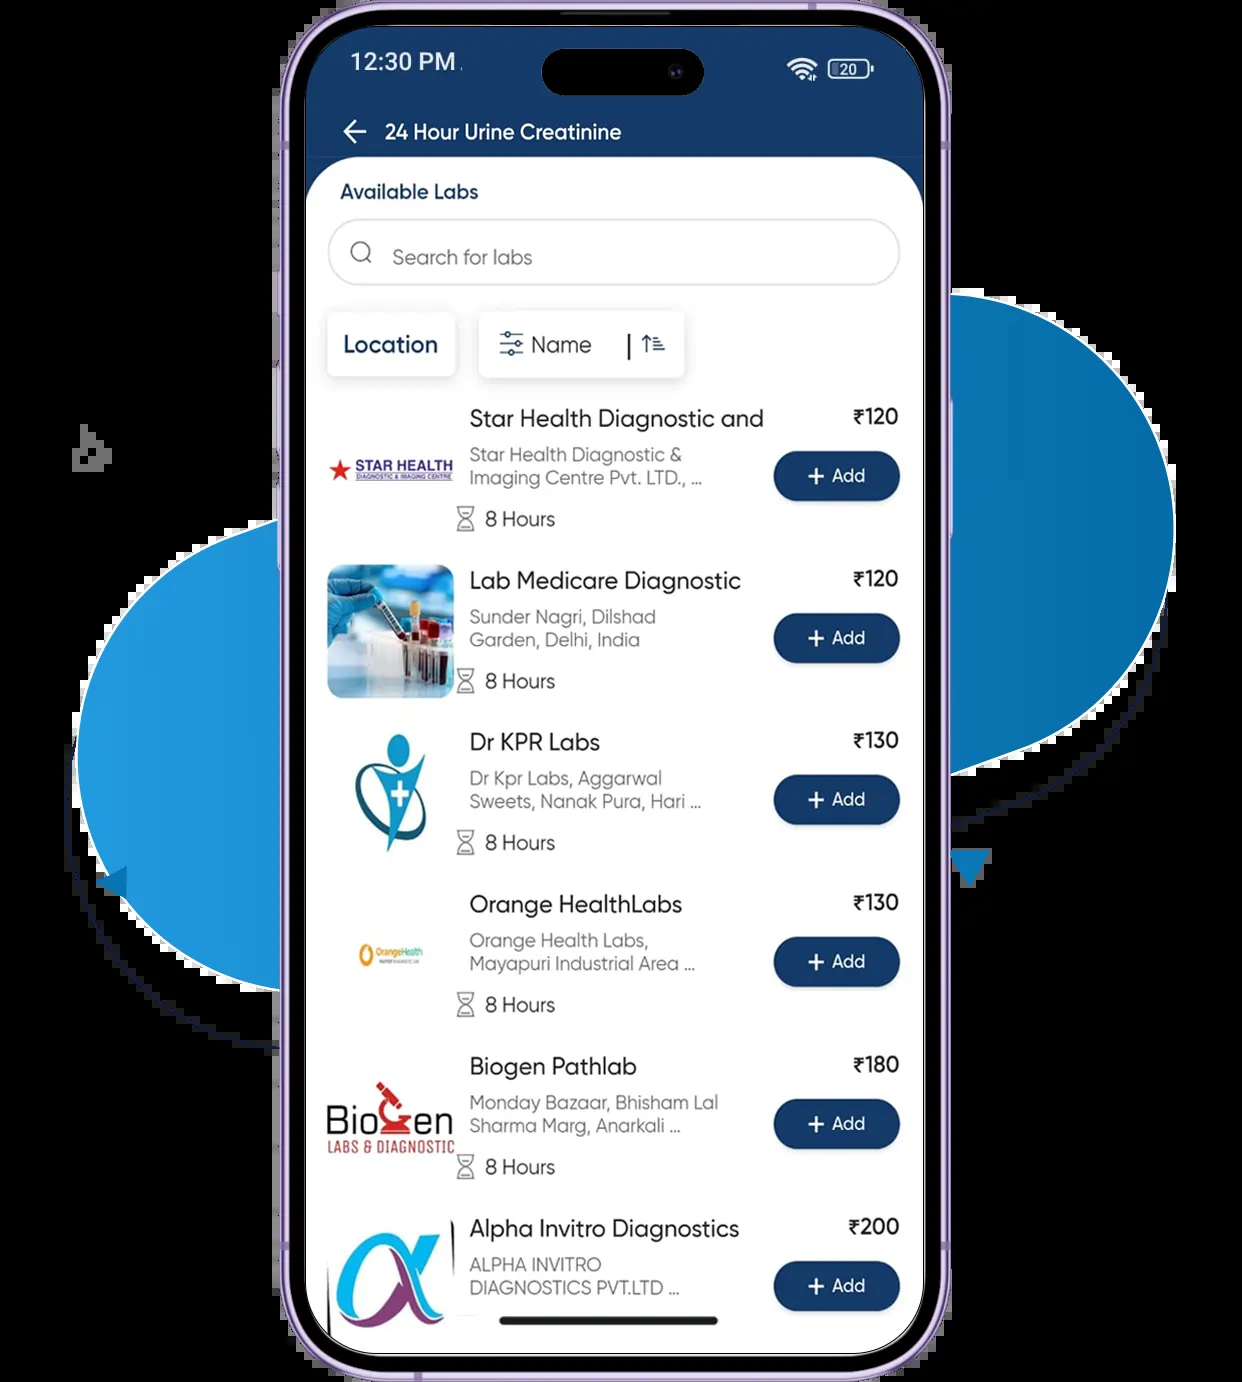 12:30 PM
20
24 Hour Urine Creatinine
Available Labs
Search for labs
Location
Name
Star Health Diagnostic and
₹120
STAR HEALTH
DIAGNOSTIC & IMAGING CENTRE
Star Health Diagnostic &
Imaging Centre Pvt. LTD., ...
+ Add
8 Hours
Lab Medicare Diagnostic
₹120
Sunder Nagri, Dilshad
Garden, Delhi, India
+ Add
8 Hours
Dr KPR Labs
₹130
Dr Kpr Labs, Aggarwal
Sweets, Nanak Pura, Hari ...
+ Add
8 Hours
Orange HealthLabs
₹130
OrangeHealth
Orange Health Labs,
Mayapuri Industrial Area ...
+ Add
8 Hours
Biogen Pathlab
₹180
BioGen
LABS & DIAGNOSTIC
Monday Bazaar, Bhisham Lal
Sharma Marg, Anarkali ...
+ Add
8 Hours
Alpha Invitro Diagnostics
₹200
ALPHA INVITRO
DIAGNOSTICS PVT.LTD ...
+ Add